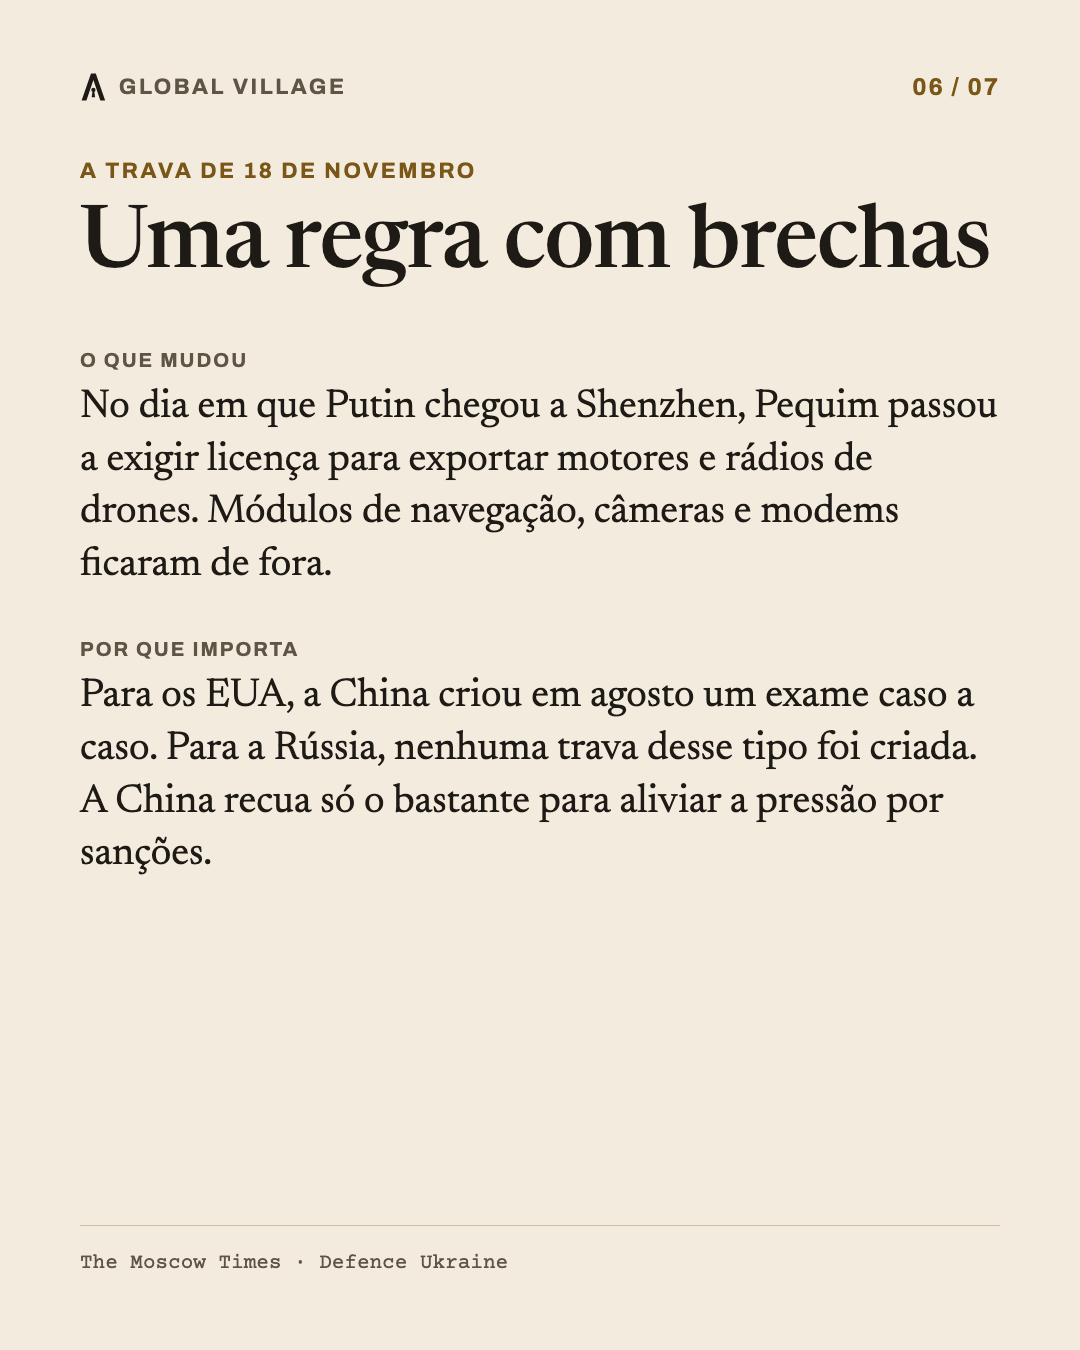 GLOBAL VILLAGE
06 / 07
A TRAVA DE 18 DE NOVEMBRO
Uma regra com brechas
O QUE MUDOU
No dia em que Putin chegou a Shenzhen, Pequim passou
a exigir licença para exportar motores e rádios de
drones. Módulos de navegação, câmeras e modems
ficaram de fora.
POR QUE IMPORTA
Para os EUA, a China criou em agosto um exame caso a
caso. Para a Rússia, nenhuma trava desse tipo foi criada.
A China recua só o bastante para aliviar a pressão por
sanções.
The Moscow Times · Defence Ukraine